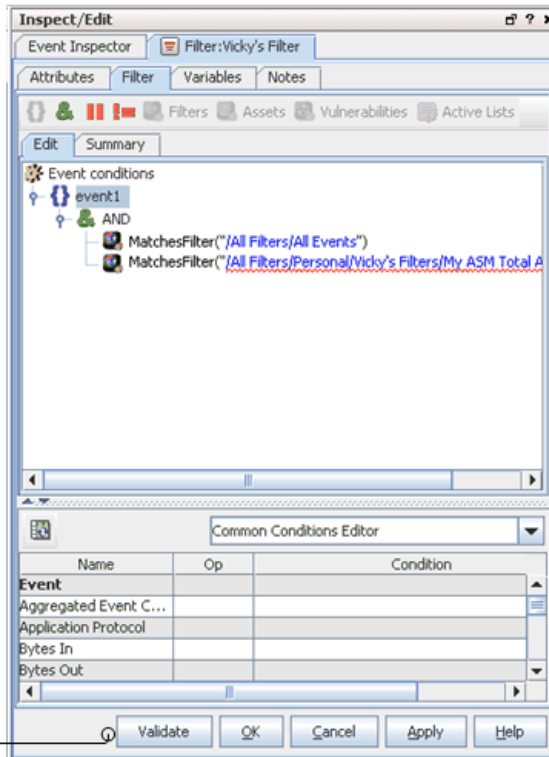 Inspect/Edit
Event Inspector Filter:Vicky's Filter
Attributes Filter Variables Notes
Filters Assets Vulnerabilities Active Lists
Edit Summary
Event conditions
event1
AND
MatchesFilter("/All Filters/All Events")
MatchesFilter("/All Filters/Personal/Vicky's Filters/My ASM Total A
Common Conditions Editor
Name Op Condition
Event
Aggregated Event C...
Application Protocol
Bytes In
Bytes Out
Validate OK Cancel Apply Help